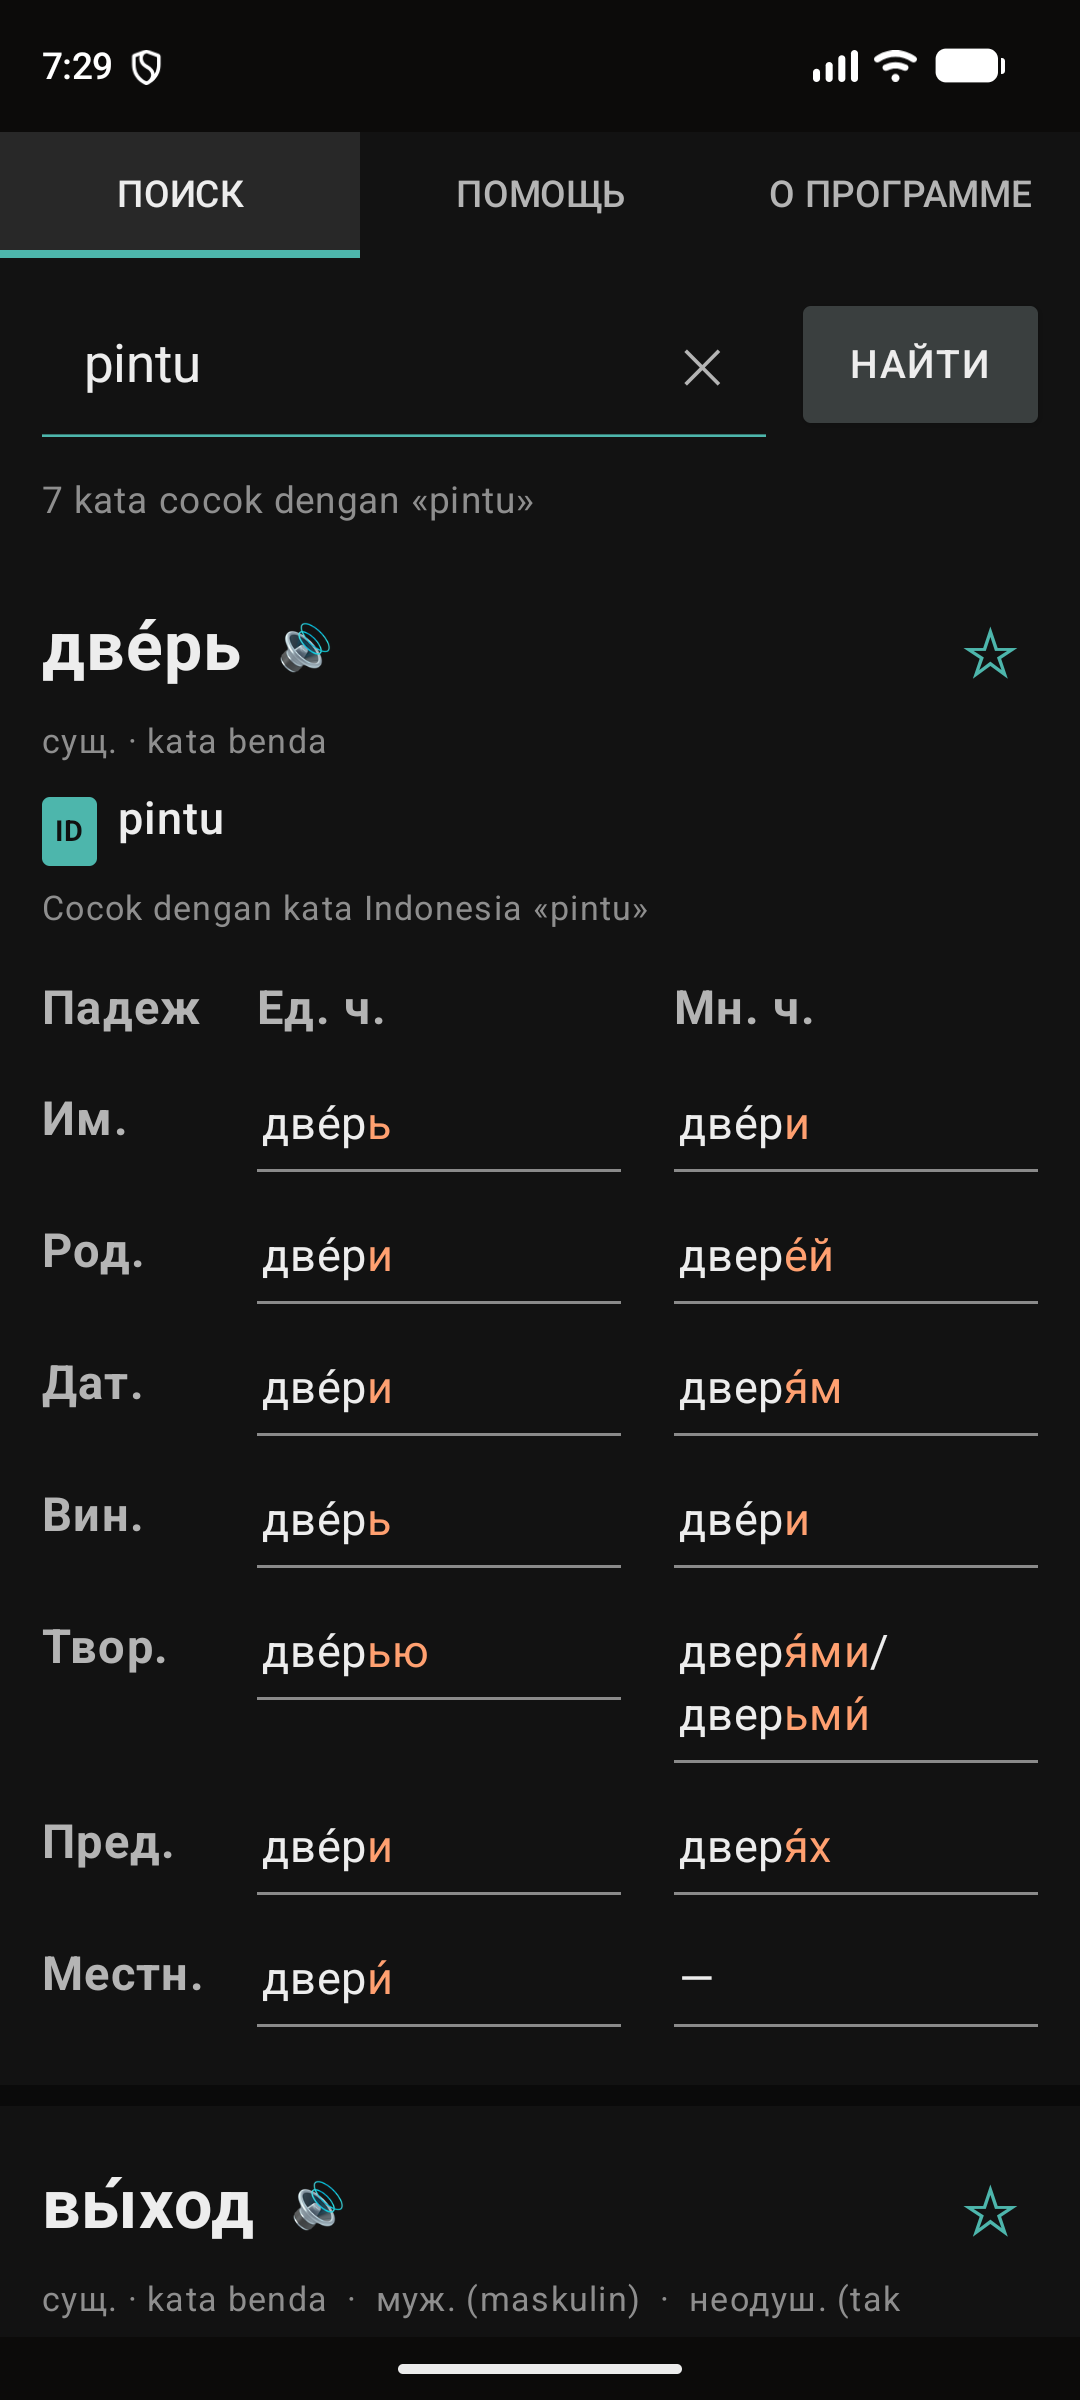 7:29
ПОИСК ПОМОЩЬ О ПРОГРАММЕ
pintu НАЙТИ
7 kata cocok dengan «pintu»
две́рь
сущ. · kata benda
ID pintu
Cocok dengan kata Indonesia «pintu»
Падеж Ед. ч. Мн. ч.
Им. две́рь две́ри
Род. две́ри двере́й
Дат. две́ри дверя́м
Вин. две́рь две́ри
Твор. две́рью дверя́ми/
дверьми́
Пред. две́ри дверя́х
Местн. двери́ —
вы́ход
сущ. · kata benda · муж. (maskulin) · неодуш. (tak